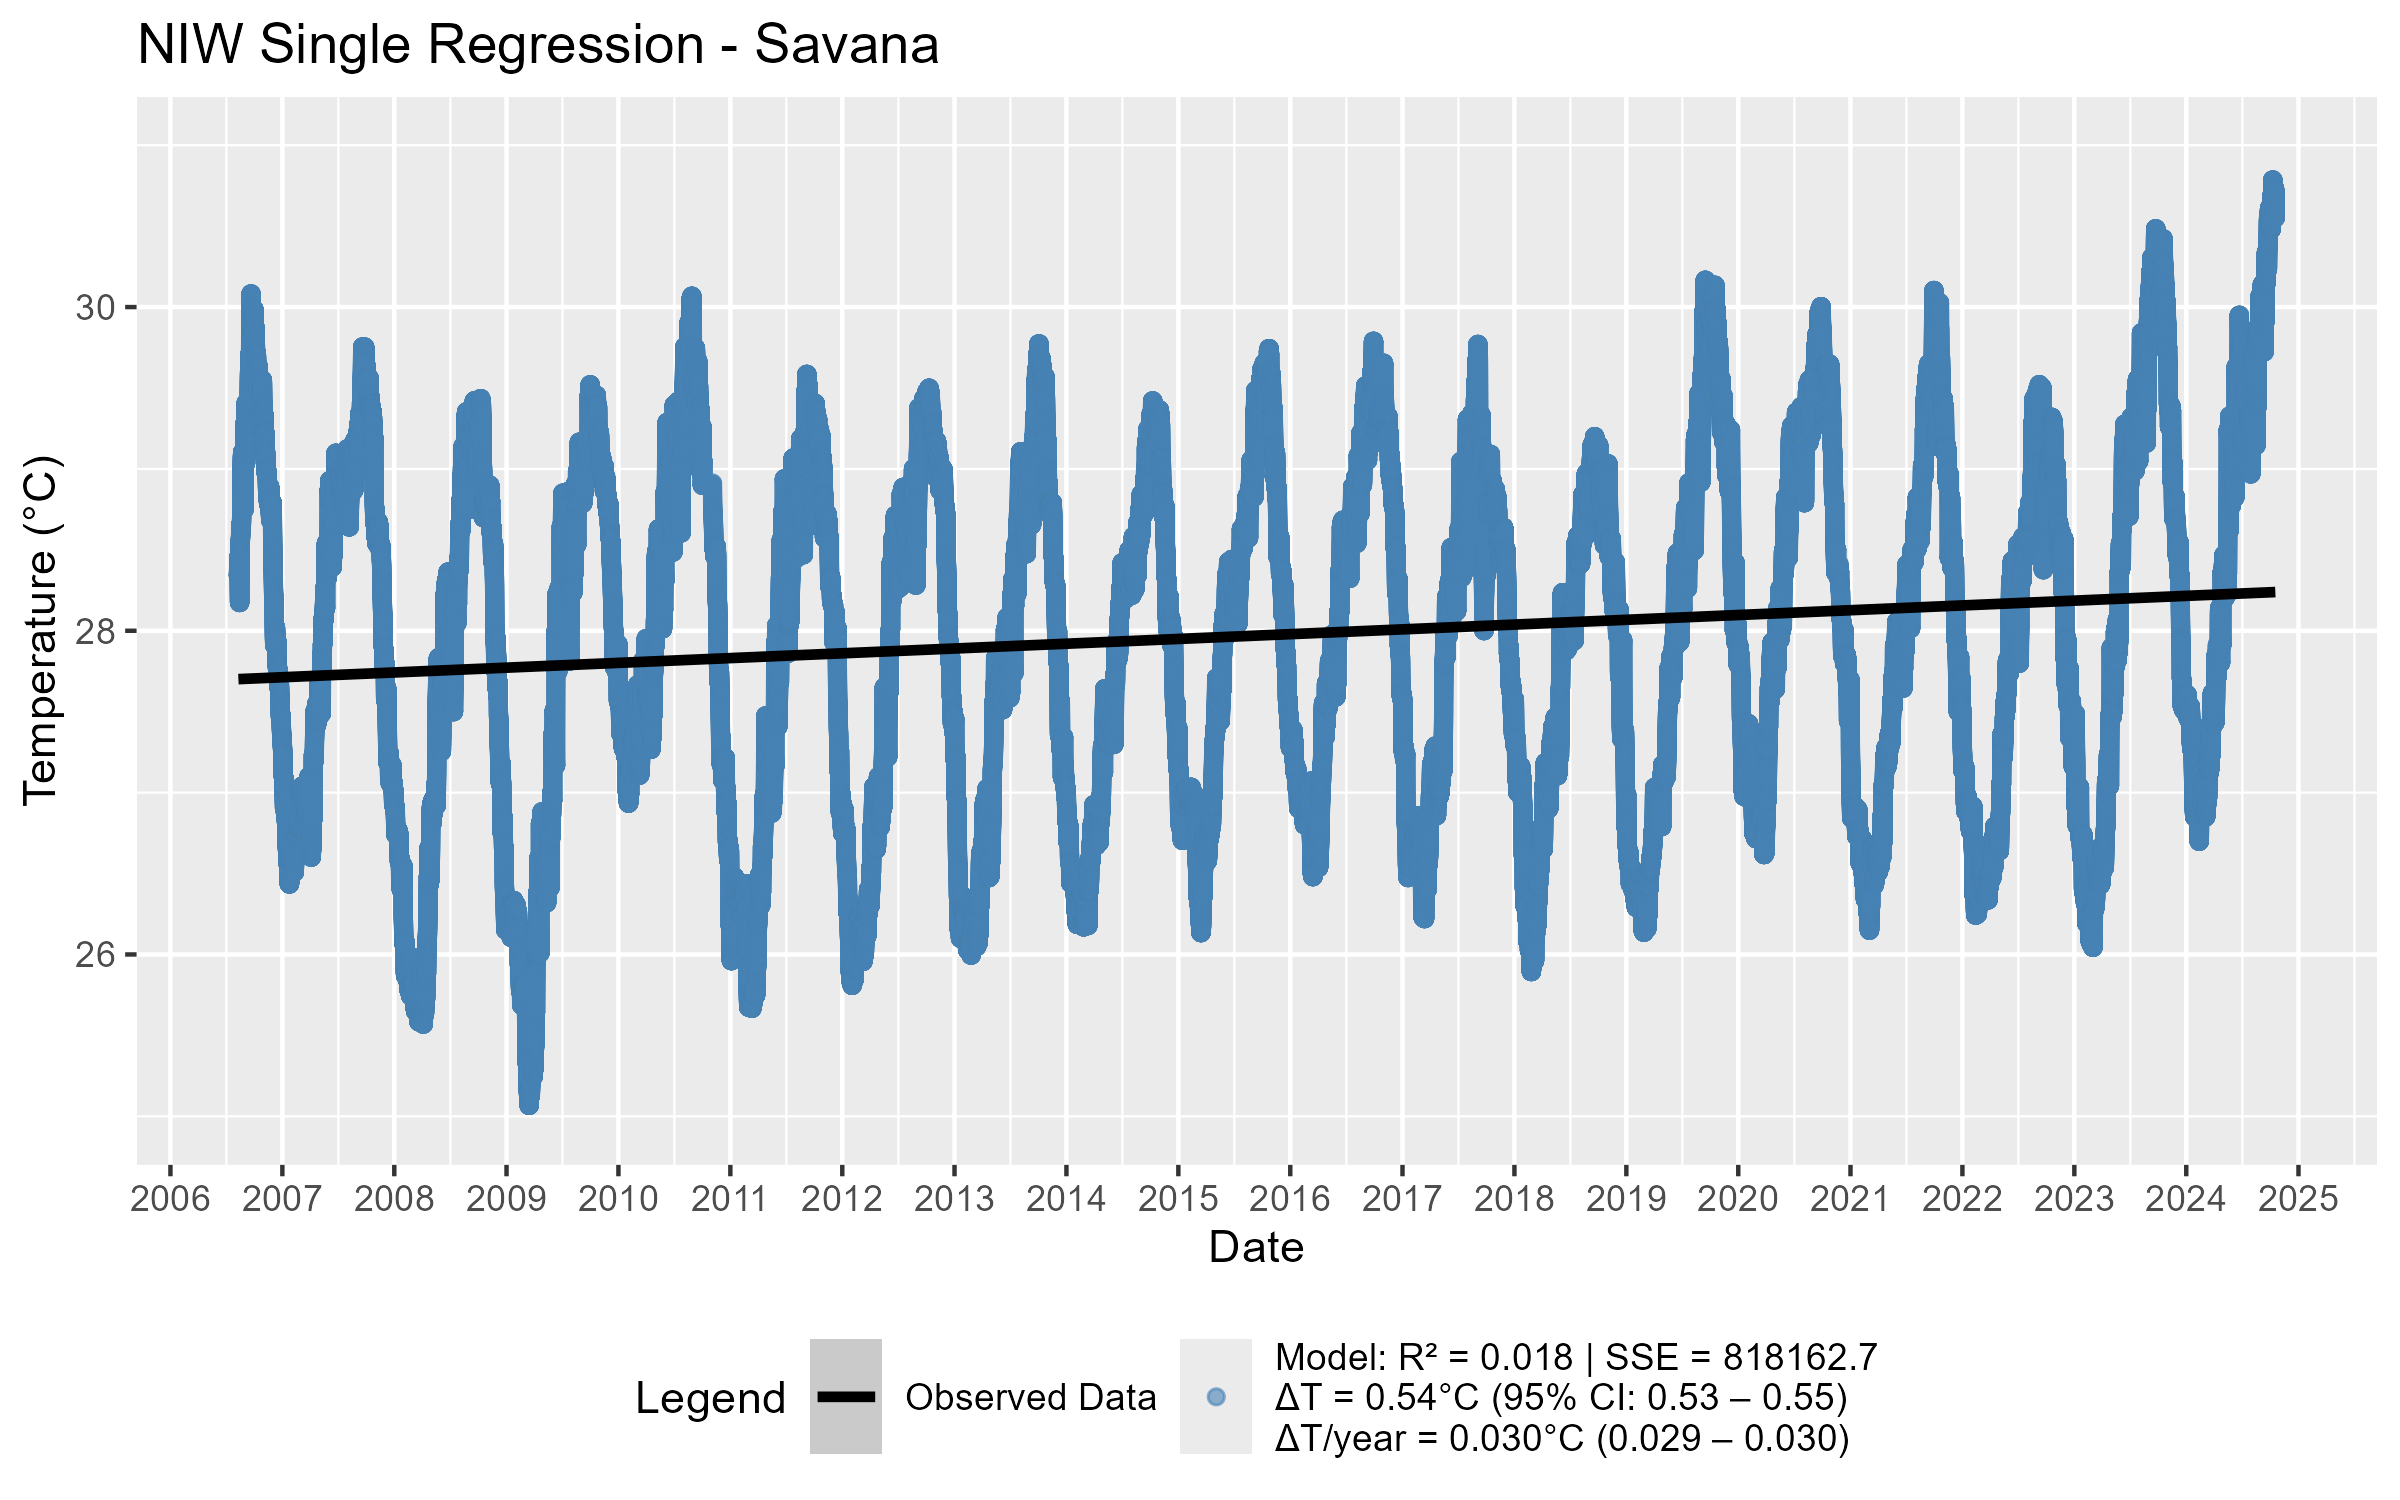 NIW Single Regression - Savana
Temperature (°C)
30
28
26
2006 2007 2008 2009 2010 2011 2012 2013 2014 2015 2016 2017 2018 2019 2020 2021 2022 2023 2024 2025
Date
Legend
Observed Data
Model: R² = 0.018 | SSE = 818162.7
ΔT = 0.54°C (95% CI: 0.53 – 0.55)
ΔT/year = 0.030°C (0.029 – 0.030)